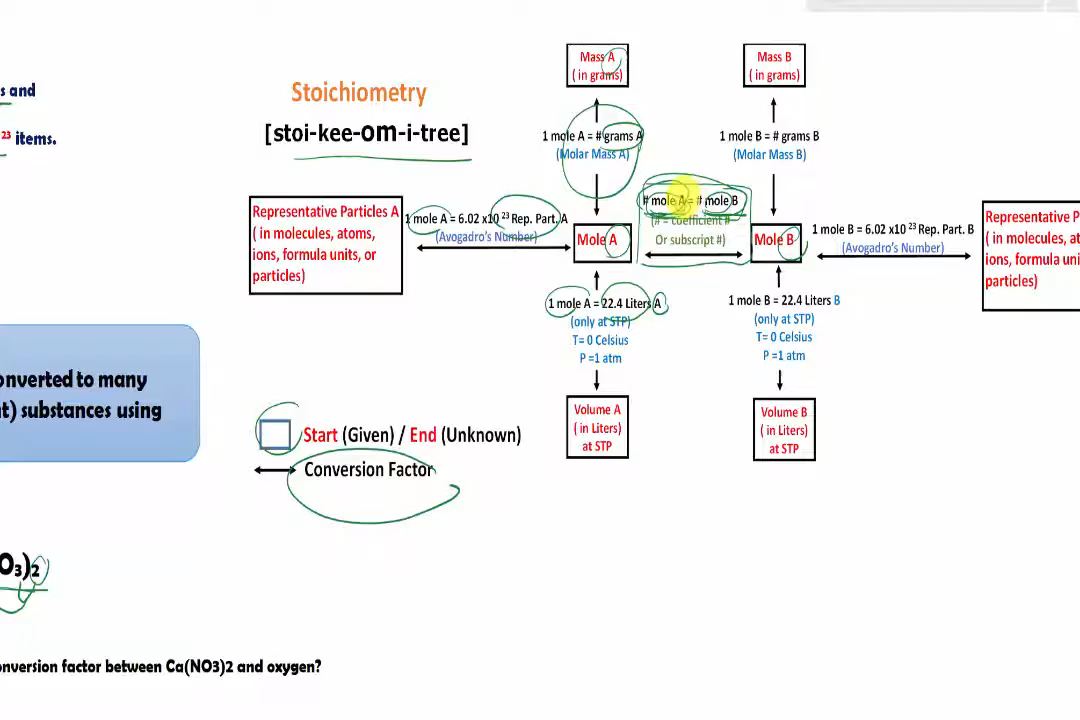 s and
23 items.
Stoichiometry
[stoi-kee-om-i-tree]
Mass A
( in grams)
Mass B
( in grams)
1 mole A = # grams A
(Molar Mass A)
1 mole B = # grams B
(Molar Mass B)
Representative Particles A
( in molecules, atoms,
ions, formula units, or
particles)
1 mole A = 6.02 x10 23 Rep. Part. A
(Avogadro's Number)
Mole A
# mole A = # mole B
(# = coefficient #
Or subscript #)
Mole B
1 mole B = 6.02 x10 23 Rep. Part. B
(Avogadro's Number)
Representative P
( in molecules, at
ions, formula uni
particles)
1 mole A = 22.4 Liters A
(only at STP)
T= 0 Celsius
P =1 atm
1 mole B = 22.4 Liters B
(only at STP)
T= 0 Celsius
P =1 atm
Volume A
( in Liters)
at STP
Volume B
( in Liters)
at STP
onverted to many
t) substances using
Start (Given) / End (Unknown)
Conversion Factor
O3)2
onversion factor between Ca(NO3)2 and oxygen?